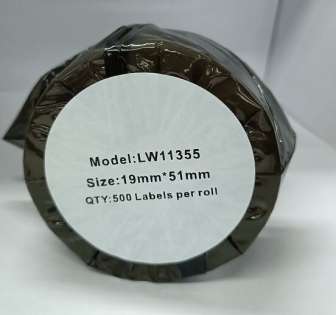 Model:LW11355
Size:19mm*51mm
QTY:500 Labels per roll